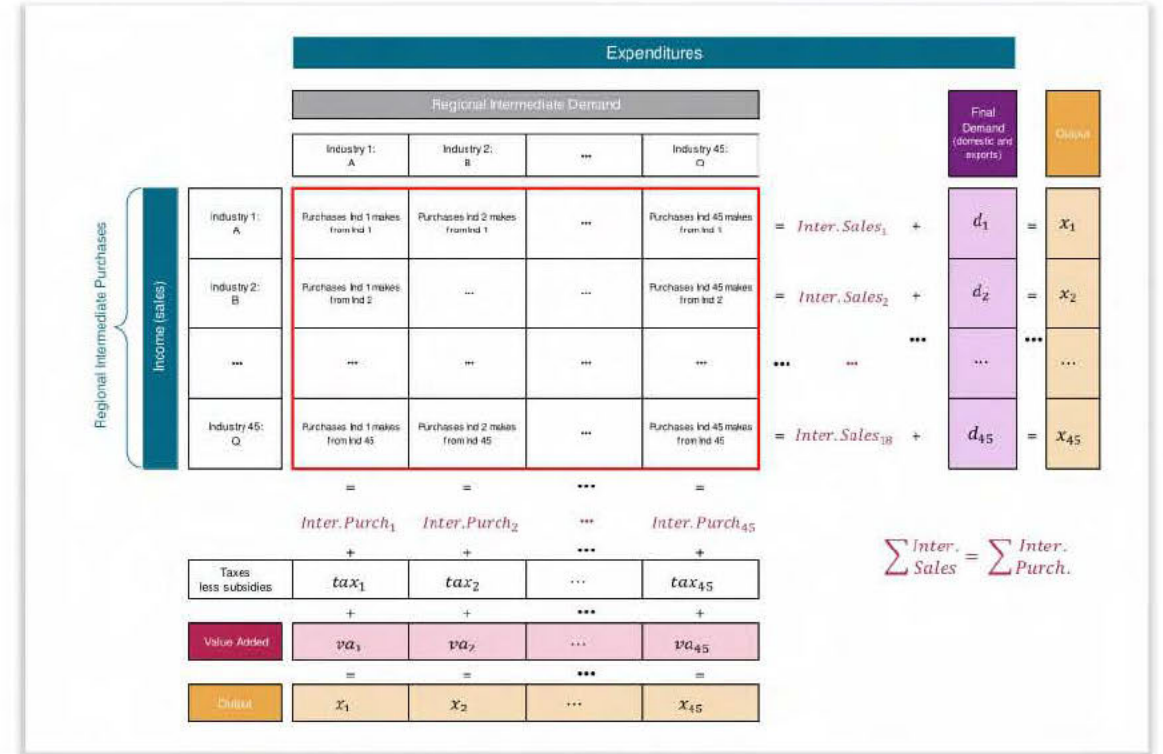 Expenditures
Regional Intermediate Demand
Final
Demand
(domestic and
exports)
Output
Industry 1:
A
Industry 2:
B
...
Industry 45:
Q
Regional Intermediate Purchases
Income (sales)
Industry 1:
A
Purchases Ind 1 makes
from Ind 1
Purchases Ind 2 makes
from Ind 1
...
Purchases Ind 45 makes
from Ind 1
= Inter.Sales₁ + d₁ = x₁
Industry 2:
B
Purchases Ind 1 makes
from Ind 2
...
...
Purchases Ind 45 makes
from Ind 2
= Inter.Sales₂ + d₂ = x₂
... ... ... ... ... ... ... ... ... ... ...
Industry 45:
Q
Purchases Ind 1 makes
from Ind 45
Purchases Ind 2 makes
from Ind 45
...
Purchases Ind 45 makes
from Ind 45
= Inter.Sales₁₈ + d₄₅ = x₄₅
= = ... =
Inter.Purch₁ Inter.Purch₂ ... Inter.Purch₄₅
+ + ... +
∑ Inter. Sales = ∑ Inter. Purch.
Taxes
less subsidies
tax₁ tax₂ ... tax₄₅
+ + ... +
Value Added va₁ va₂ ... va₄₅
= = ... =
Output x₁ x₂ ... x₄₅